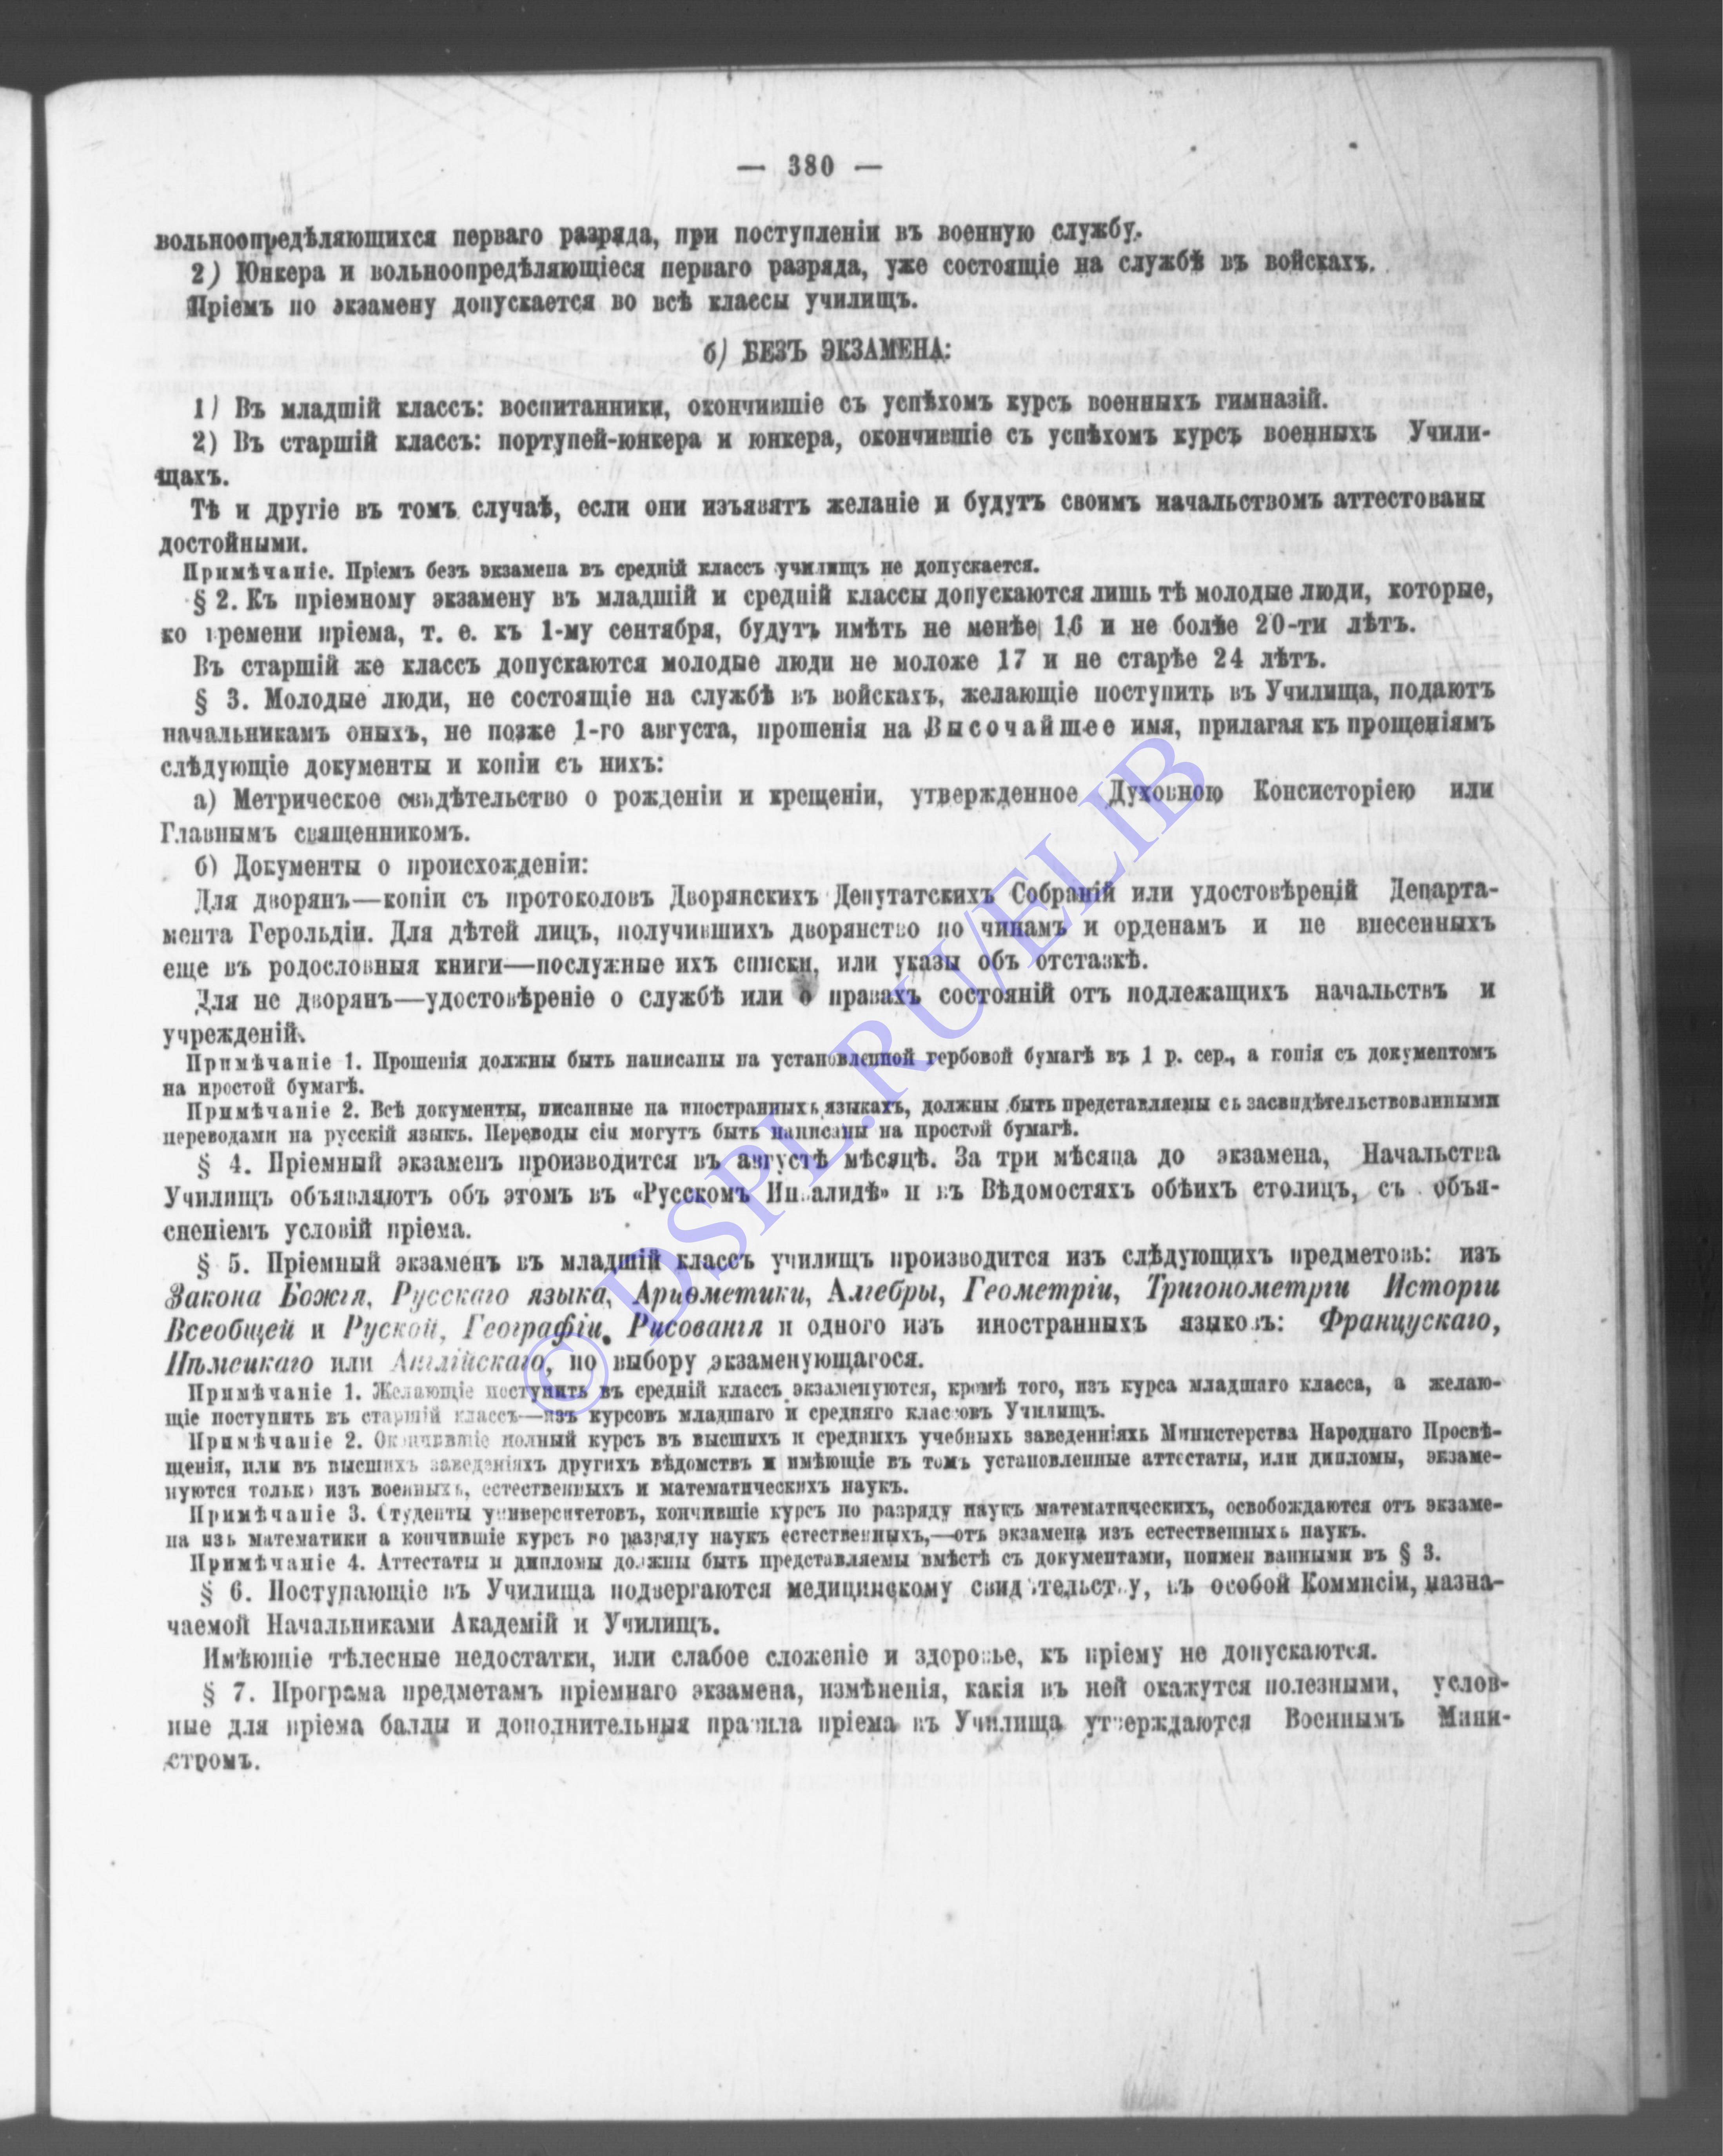 — 380 —
вольноопредѣляющихся перваго разряда, при поступленіи въ военную службу.
2) Юнкера и вольноопредѣляющіеся перваго разряда, уже состоящіе на службѣ въ войскахъ.
Пріемъ по экзамену допускается во всѣ классы училищъ.
б) БЕЗЪ ЭКЗАМЕНА:
1) Въ младшій классъ: воспитанники, окончившіе съ успѣхомъ курсъ военныхъ гимназій.
2) Въ старшій классъ: портупей-юнкера и юнкера, окончившіе съ успѣхомъ курсъ военныхъ Учили-
щахъ.
Тѣ и другіе въ томъ случаѣ, если они изъявятъ желаніе и будутъ своимъ начальствомъ аттестованы
достойными.
Примѣчаніе. Пріемъ безъ экзамена въ средній классъ училищъ не допускается.
§ 2. Къ пріемному экзамену въ младшій и средній классы допускаются лишь тѣ молодые люди, которые,
ко времени пріема, т. е. къ 1-му сентября, будутъ имѣть не менѣе 16 и не болѣе 20-ти лѣтъ.
Въ старшій же классъ допускаются молодые люди не моложе 17 и не старѣе 24 лѣтъ.
§ 3. Молодые люди, не состоящіе на службѣ въ войскахъ, желающіе поступить въ Училища, подаютъ
начальникамъ оныхъ, не позже 1-го августа, прошенія на Высочайшее имя, прилагая къ прощеніямъ
слѣдующіе документы и копіи съ нихъ:
а) Метрическое свидѣтельство о рожденіи и крещеніи, утвержденное Духовною Консисторіею или
Главнымъ священникомъ.
б) Документы о происхожденіи:
Для дворянъ—копіи съ протоколовъ Дворянскихъ Депутатскихъ Собраній или удостовѣреній Департа-
мента Герольдіи. Для дѣтей лицъ, получившихъ дворянство по чинамъ и орденамъ и не внесенныхъ
еще въ родословныя книги—послужные ихъ списки, или указы объ отставкѣ.
Для не дворянъ—удостовѣреніе о службѣ или о правахъ состояній отъ подлежащихъ начальствъ и
учрежденій.
Примѣчаніе 1. Прошенія должны быть написаны на установленной гербовой бумагѣ въ 1 р. сер., а копія съ документомъ
на простой бумагѣ.
Примѣчаніе 2. Всѣ документы, писанные на иностранныхъ языкахъ, должны быть представляемы съ засвидѣтельствованными
переводами на русскій языкъ. Переводы сіи могутъ быть написаны на простой бумагѣ.
§ 4. Пріемный экзаменъ производится въ августѣ мѣсяцѣ. За три мѣсяца до экзамена, Начальства
Училищъ объявляютъ объ этомъ въ «Русскомъ Инвалидѣ» и въ Вѣдомостяхъ обѣихъ столицъ, съ объя-
сненіемъ условій пріема.
§ 5. Пріемный экзаменъ въ младшій классъ училищъ производится изъ слѣдующихъ предметовъ: изъ
Закона Божія, Русскаго языка, Ариѳметики, Алгебры, Геометріи, Тригонометріи Исторіи
Всеобщей и Руской, Географіи, Рисованія и одного изъ иностранныхъ языковъ: Французскаго,
Нѣмецкаго или Англійскаго, по выбору экзаменующагося.
Примѣчаніе 1. Желающіе поступить въ средній классъ экзаменуются, кромѣ того, изъ курса младшаго класса, а желаю-
щіе поступить въ старшій классъ—изъ курсовъ младшаго и средняго классовъ Училищъ.
Примѣчаніе 2. Окончившіе полный курсъ въ высшихъ и среднихъ учебныхъ заведеніяхъ Министерства Народнаго Просвѣ-
щенія, или въ высшихъ заведеніяхъ другихъ вѣдомствъ и имѣющіе въ томъ установленные аттестаты, или дипломы, экзаме-
нуются только изъ военныхъ, естественныхъ и математическихъ наукъ.
Примѣчаніе 3. Студенты университетовъ, кончившіе курсъ по разряду наукъ математическихъ, освобождаются отъ экзаме-
на изъ математики а кончившіе курсъ по разряду наукъ естественныхъ,—отъ экзамена изъ естественныхъ наукъ.
Примѣчаніе 4. Аттестаты и дипломы должны быть представляемы вмѣстѣ съ документами, поимен ванными въ § 3.
§ 6. Поступающіе въ Училища подвергаются медицинскому свидѣтельству, въ особой Коммисіи, назна-
чаемой Начальниками Академій и Училищъ.
Имѣющіе тѣлесные недостатки, или слабое сложеніе и здоровье, къ пріему не допускаются.
§ 7. Програма предметамъ пріемнаго экзамена, измѣненія, какія въ ней окажутся полезными, услов-
ные для пріема баллы и дополнительныя правила пріема въ Училища утверждаются Военнымъ Мини-
стромъ.
© DSPL.RU/ELIB